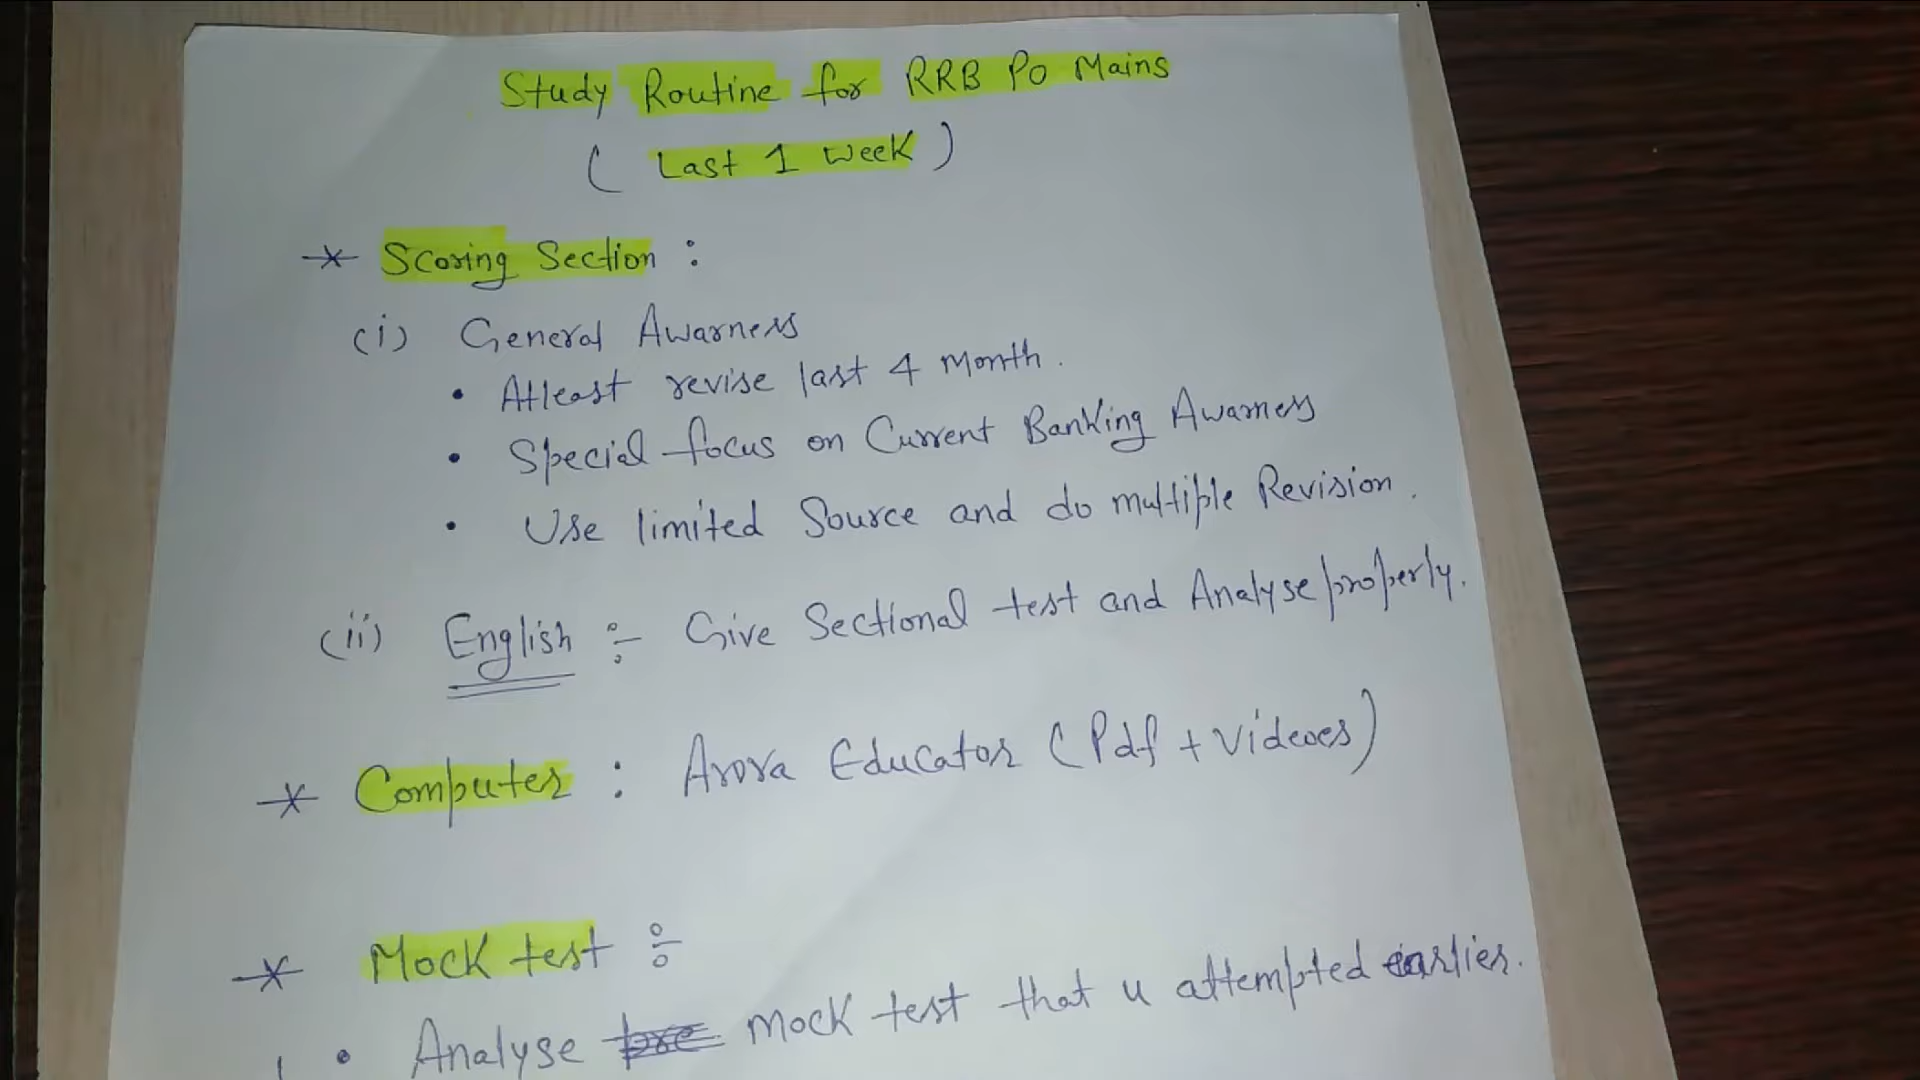 Study Routine for RRB PO Mains
( Last 1 week )
* Scoring Section :
(i) General Awarness
• Atleast revise last 4 month .
• Special focus on Current Banking Awarness
• Use limited Source and do multiple Revision .
(ii) English :- Give Sectional test and Analyse properly.
* Computer : Arora Educator ( Pdf + Videoes )
* Mock test :-
• Analyse mock test that u attempted earlier.